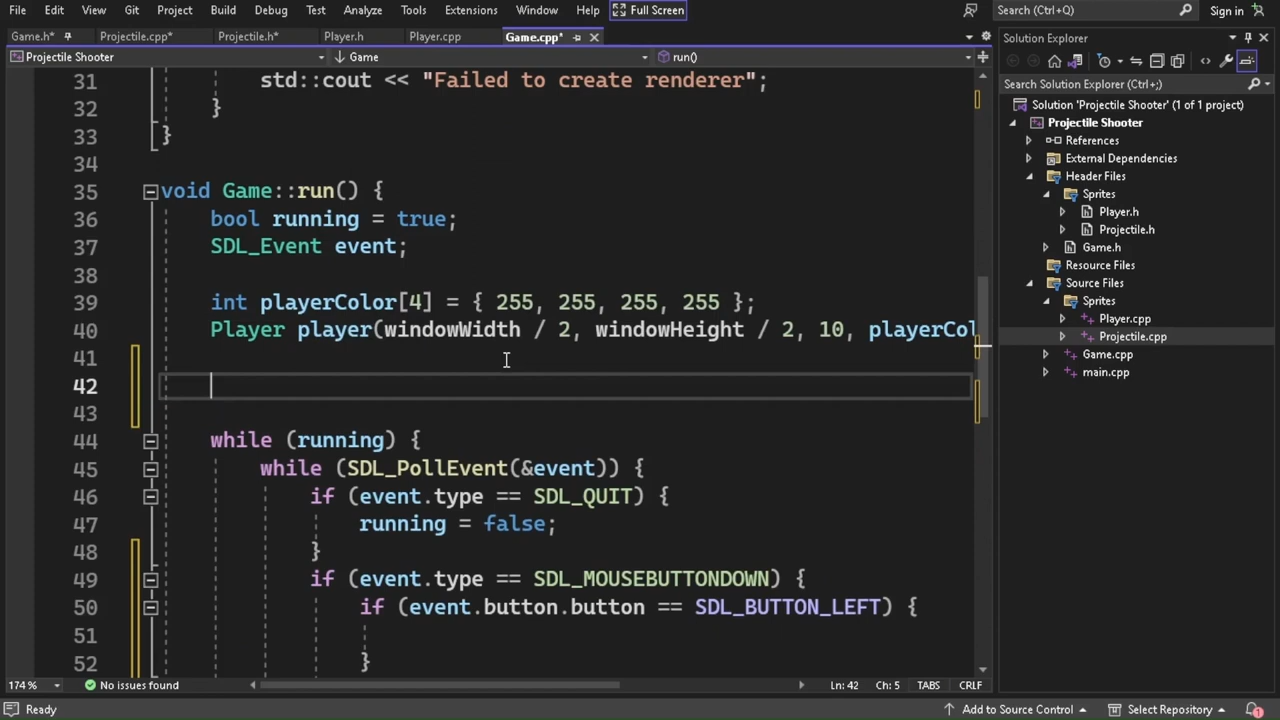 File Edit View Git Project Build Debug Test Analyze Tools Extensions Window Help Full Screen Search (Ctrl+Q) Sign in
Game.h* Projectile.cpp* Projectile.h* Player.h Player.cpp Game.cpp*
Projectile Shooter Game run()
31 std::cout << "Failed to create renderer";
32 }
33 }
34
35 void Game::run() {
36 bool running = true;
37 SDL_Event event;
38
39 int playerColor[4] = { 255, 255, 255, 255 };
40 Player player(windowWidth / 2, windowHeight / 2, 10, playerCol
41
42
43
44 while (running) {
45 while (SDL_PollEvent(&event)) {
46 if (event.type == SDL_QUIT) {
47 running = false;
48 }
49 if (event.type == SDL_MOUSEBUTTONDOWN) {
50 if (event.button.button == SDL_BUTTON_LEFT) {
51
52 }
174 % No issues found Ln: 42 Ch: 5 TABS CRLF
Solution Explorer
Search Solution Explorer (Ctrl+;)
Solution 'Projectile Shooter' (1 of 1 project)
Projectile Shooter
References
External Dependencies
Header Files
Sprites
Player.h
Projectile.h
Game.h
Resource Files
Source Files
Sprites
Player.cpp
Projectile.cpp
Game.cpp
main.cpp
Ready Add to Source Control Select Repository 1